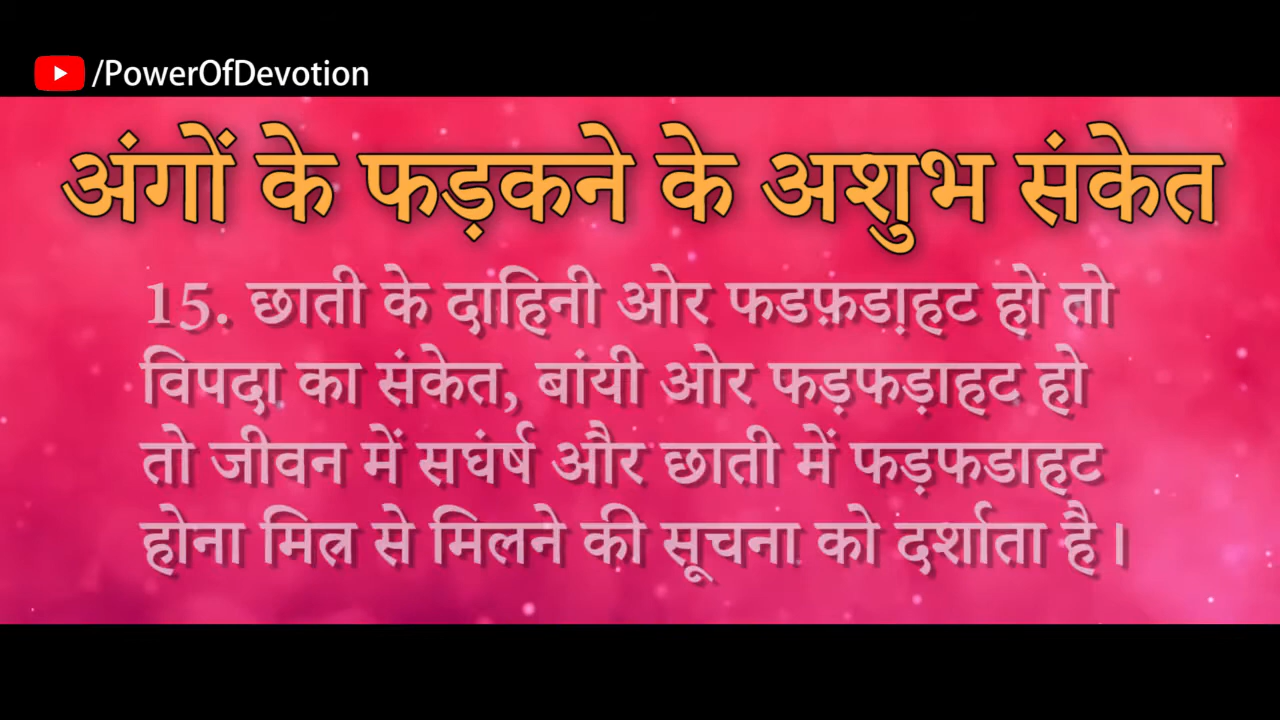 /PowerOfDevotion
अंगों के फड़कने के अशुभ संकेत
15. छाती के दाहिनी ओर फडफ़डा़हट हो तो
विपदा का संकेत, बांयी ओर फड़फड़ाहट हो
तो जीवन में सघंर्ष और छाती में फड़फडाहट
होना मित्र से मिलने की सूचना को दर्शाता है।